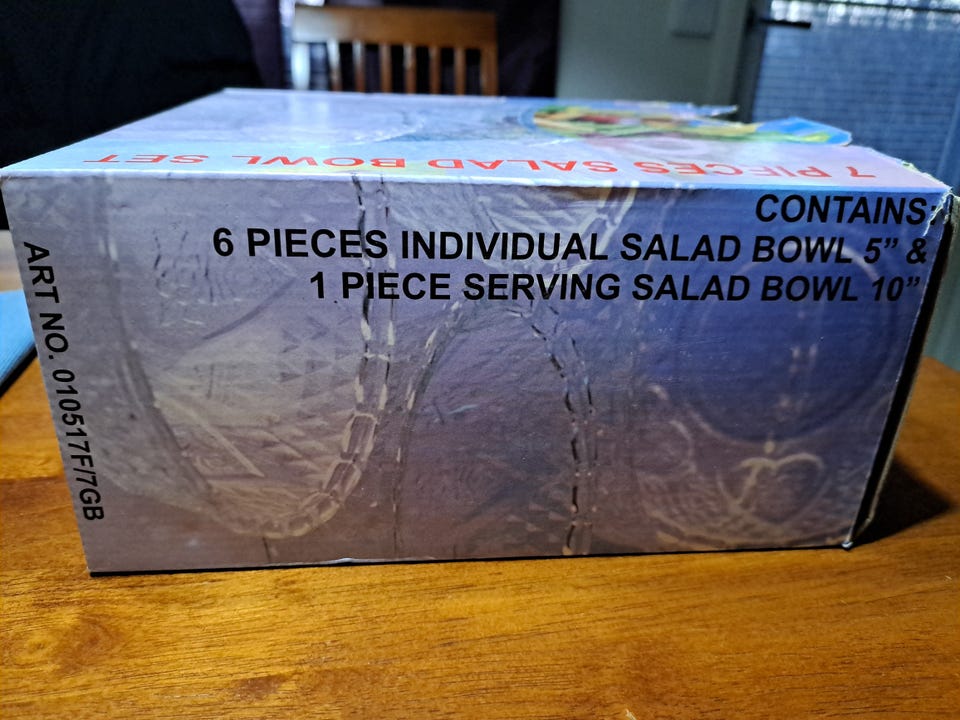 7 PIECES SALAD BOWL SET
CONTAINS:
6 PIECES INDIVIDUAL SALAD BOWL 5" &
1 PIECE SERVING SALAD BOWL 10"
ART NO. 010517F/7GB